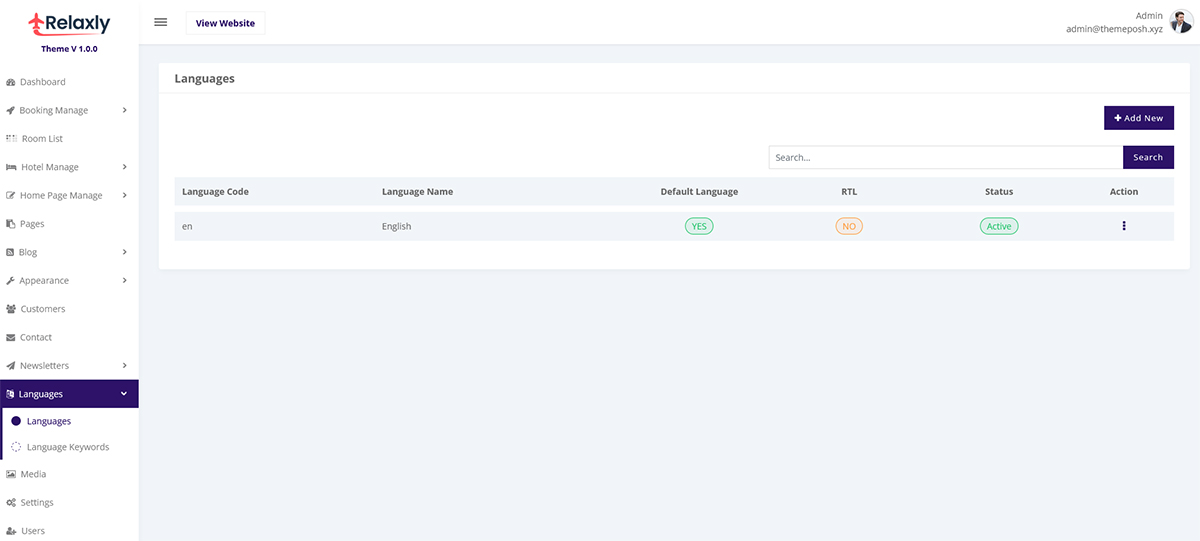 Relaxly
Theme V 1.0.0
View Website
Admin
admin@themeposh.xyz
Dashboard
Booking Manage
Room List
Hotel Manage
Home Page Manage
Pages
Blog
Appearance
Customers
Contact
Newsletters
Languages
Languages
Language Keywords
Media
Settings
Users
Languages
+ Add New
Search...
Search
Language Code Language Name Default Language RTL Status Action
en English YES NO Active